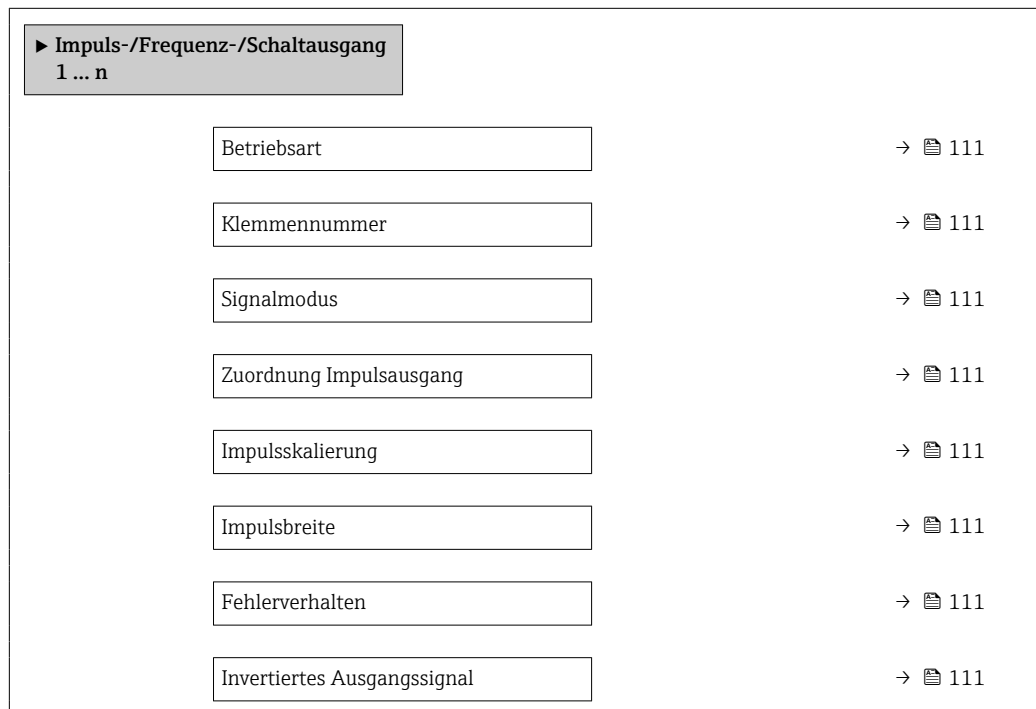 ► Impuls-/Frequenz-/Schaltausgang
1 ... n
Betriebsart → 111
Klemmennummer → 111
Signalmodus → 111
Zuordnung Impulsausgang → 111
Impulsskalierung → 111
Impulsbreite → 111
Fehlerverhalten → 111
Invertiertes Ausgangssignal → 111